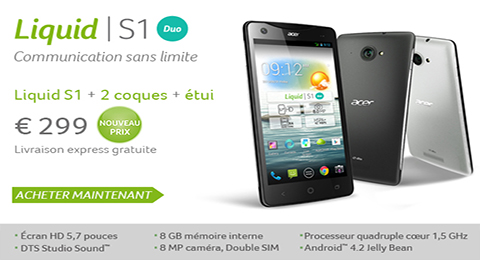 Liquid | S1 Duo
Communication sans limite
Liquid S1 + 2 coques + étui
€ 299 NOUVEAU PRIX
Livraison express gratuite
ACHETER MAINTENANT
acer
09:12
Liquid | S1
acer
acer
• Écran HD 5,7 pouces
• 8 GB mémoire interne
• Processeur quadruple cœur 1,5 GHz
• DTS Studio Sound™
• 8 MP caméra, Double SIM
• Android™ 4.2 Jelly Bean